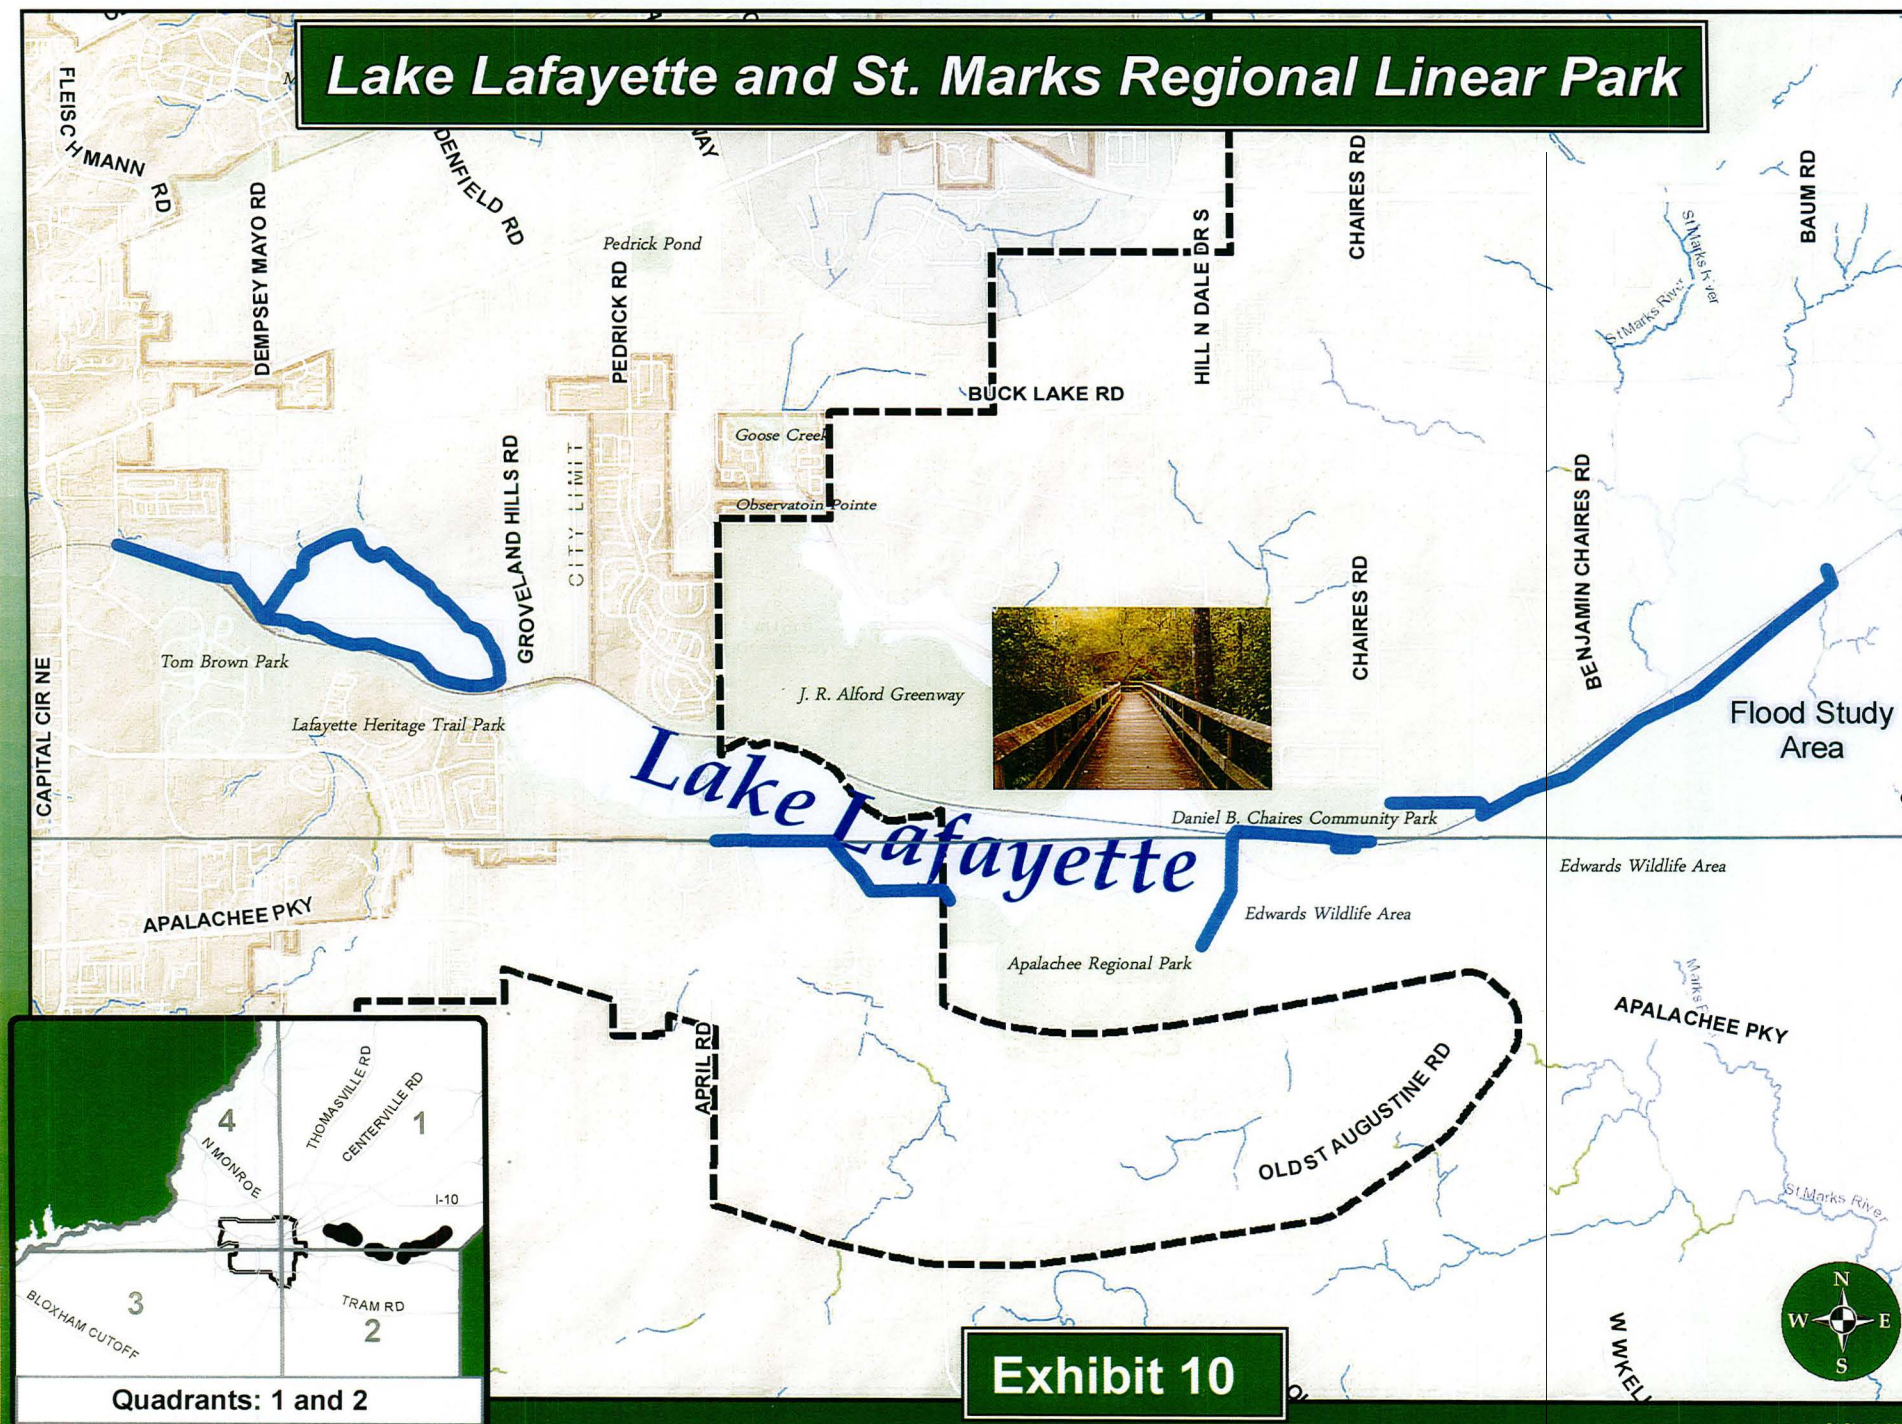 Lake Lafayette and St. Marks Regional Linear Park
FLEISCHMANN RD
DEMPSEY MAYO RD
DENFIELD RD
WAY
Pedrick Pond
PEDRICK RD
HILL N DALE DR S
CHAIRES RD
St Marks River
St Marks River
BAUM RD
BUCK LAKE RD
Goose Creek
Observatoin Pointe
GROVELAND HILLS RD
CITY LIMIT
CHAIRES RD
BENJAMIN CHAIRES RD
CAPITAL CIR NE
Tom Brown Park
Lafayette Heritage Trail Park
J. R. Alford Greenway
Flood Study
Area
Lake Lafayette
Daniel B. Chaires Community Park
Edwards Wildlife Area
Edwards Wildlife Area
APALACHEE PKY
Apalachee Regional Park
Marks
APALACHEE PKY
APRIL RD
OLD ST AUGUSTINE RD
St Marks River
THOMASVILLE RD
CENTERVILLE RD
4
1
N MONROE
I-10
3
BLOXHAM CUTOFF
TRAM RD
2
Quadrants: 1 and 2
Exhibit 10
N
W E
S